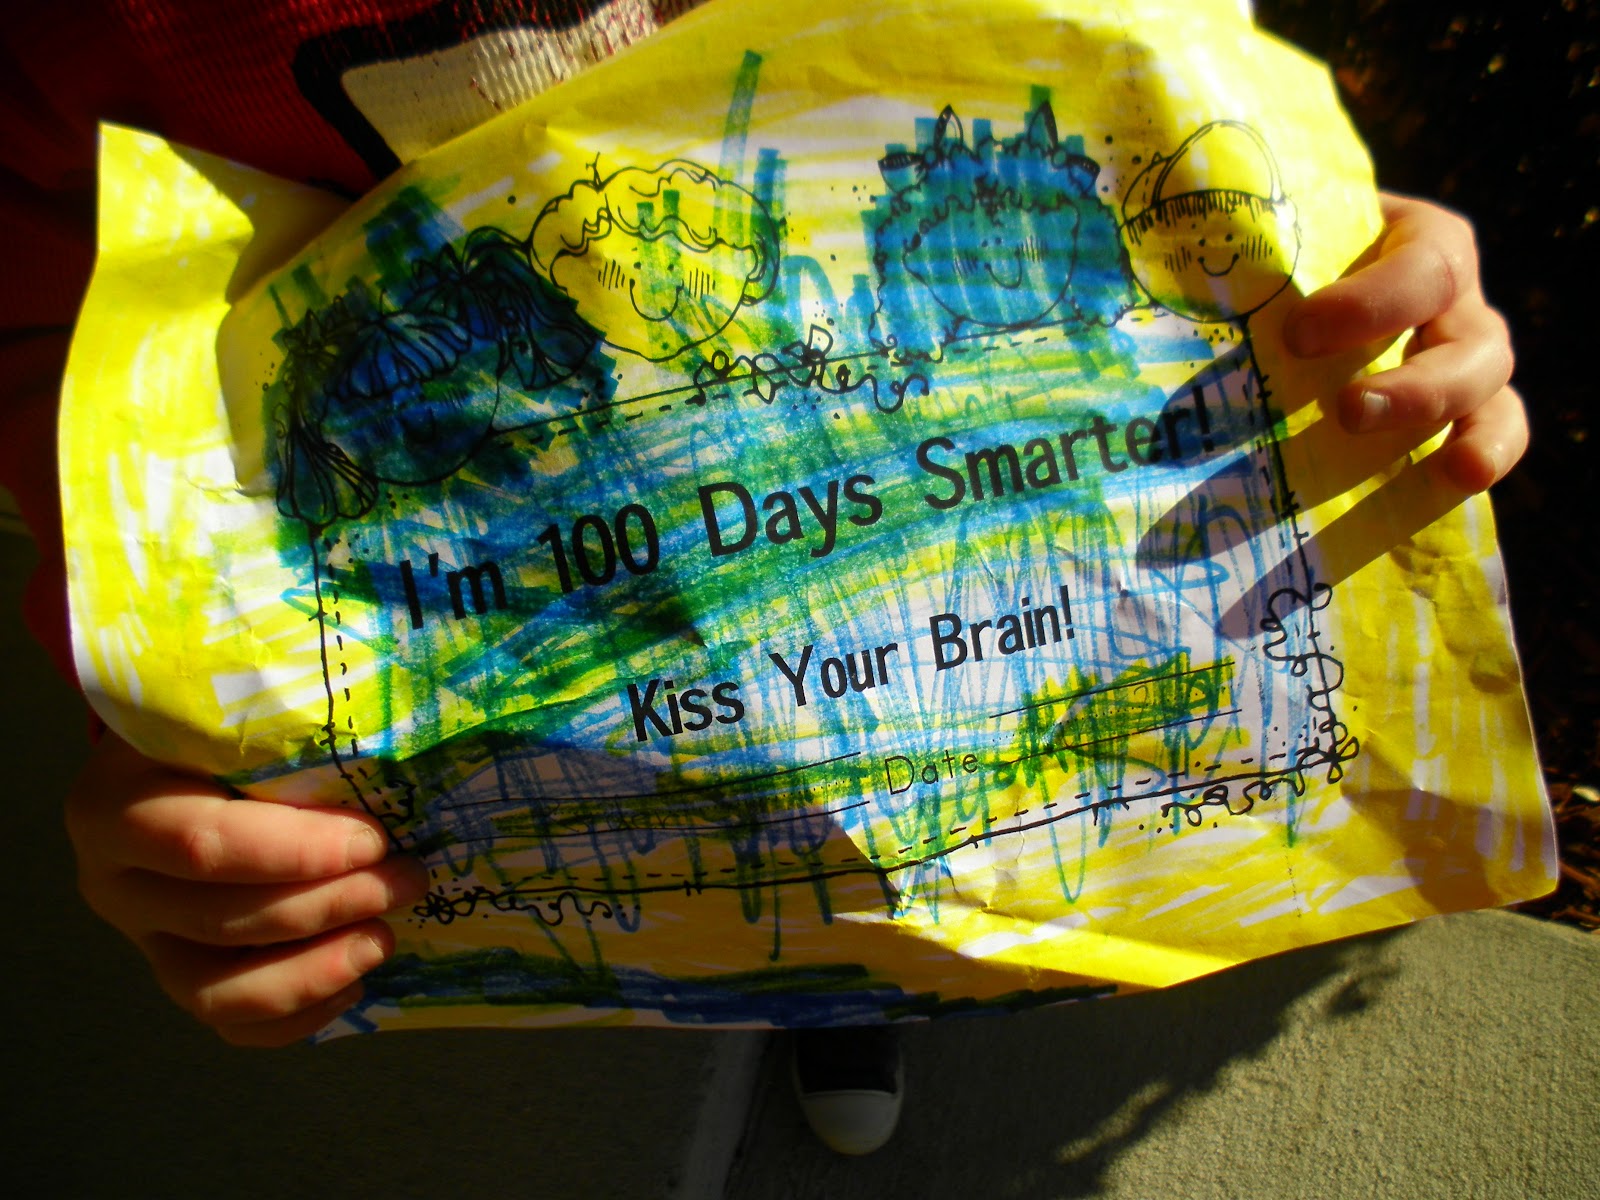 I'm 100 Days Smarter!
Kiss Your Brain!
Date